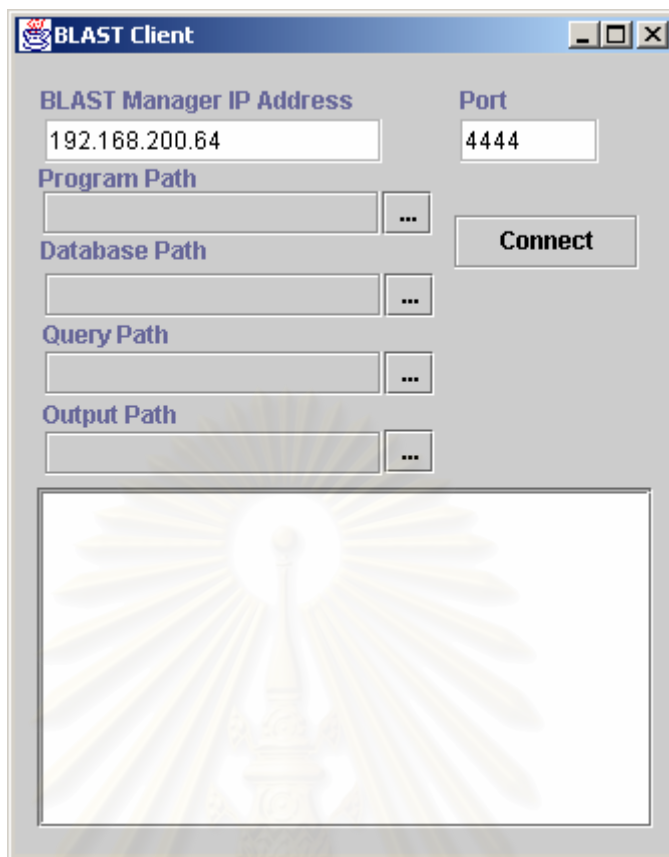 BLAST Client
BLAST Manager IP Address Port
192.168.200.64 4444
Program Path
...
Connect
Database Path
...
Query Path
...
Output Path
...